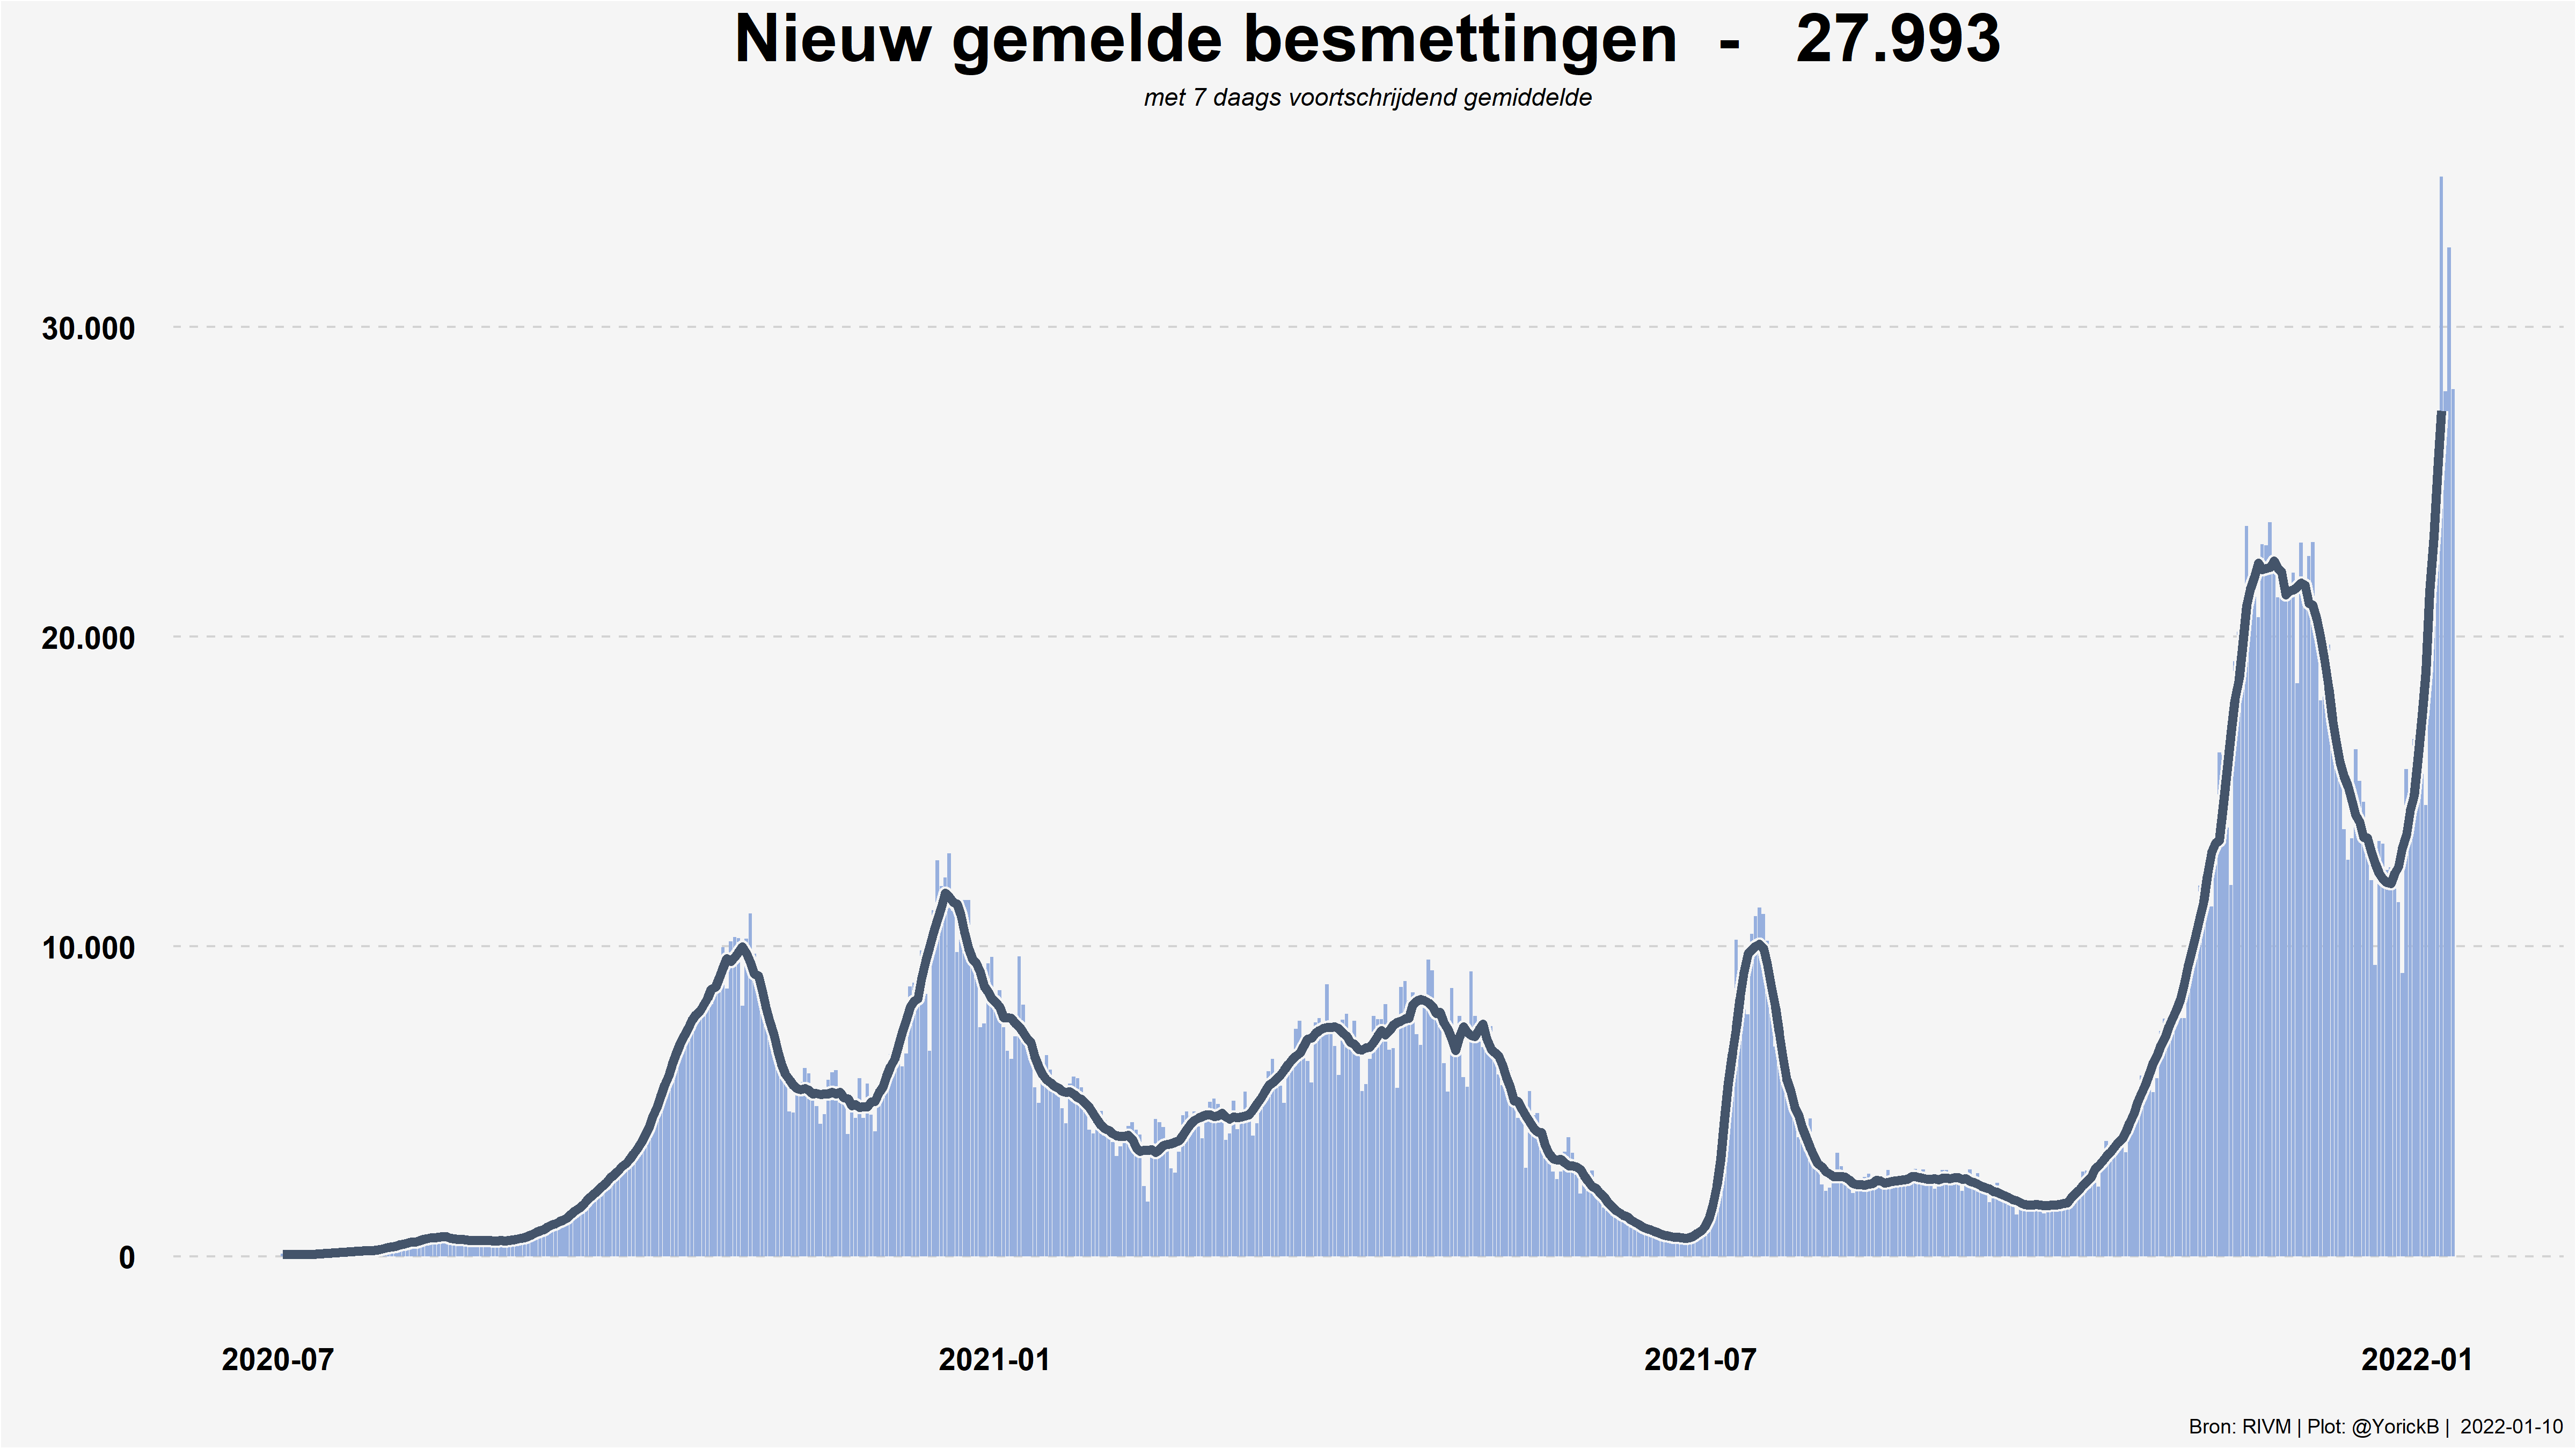 Nieuw gemelde besmettingen - 27.993
met 7 daags voortschrijdend gemiddelde
30.000
20.000
10.000
0
2020-07 2021-01 2021-07 2022-01
Bron: RIVM | Plot: @YorickB | 2022-01-10